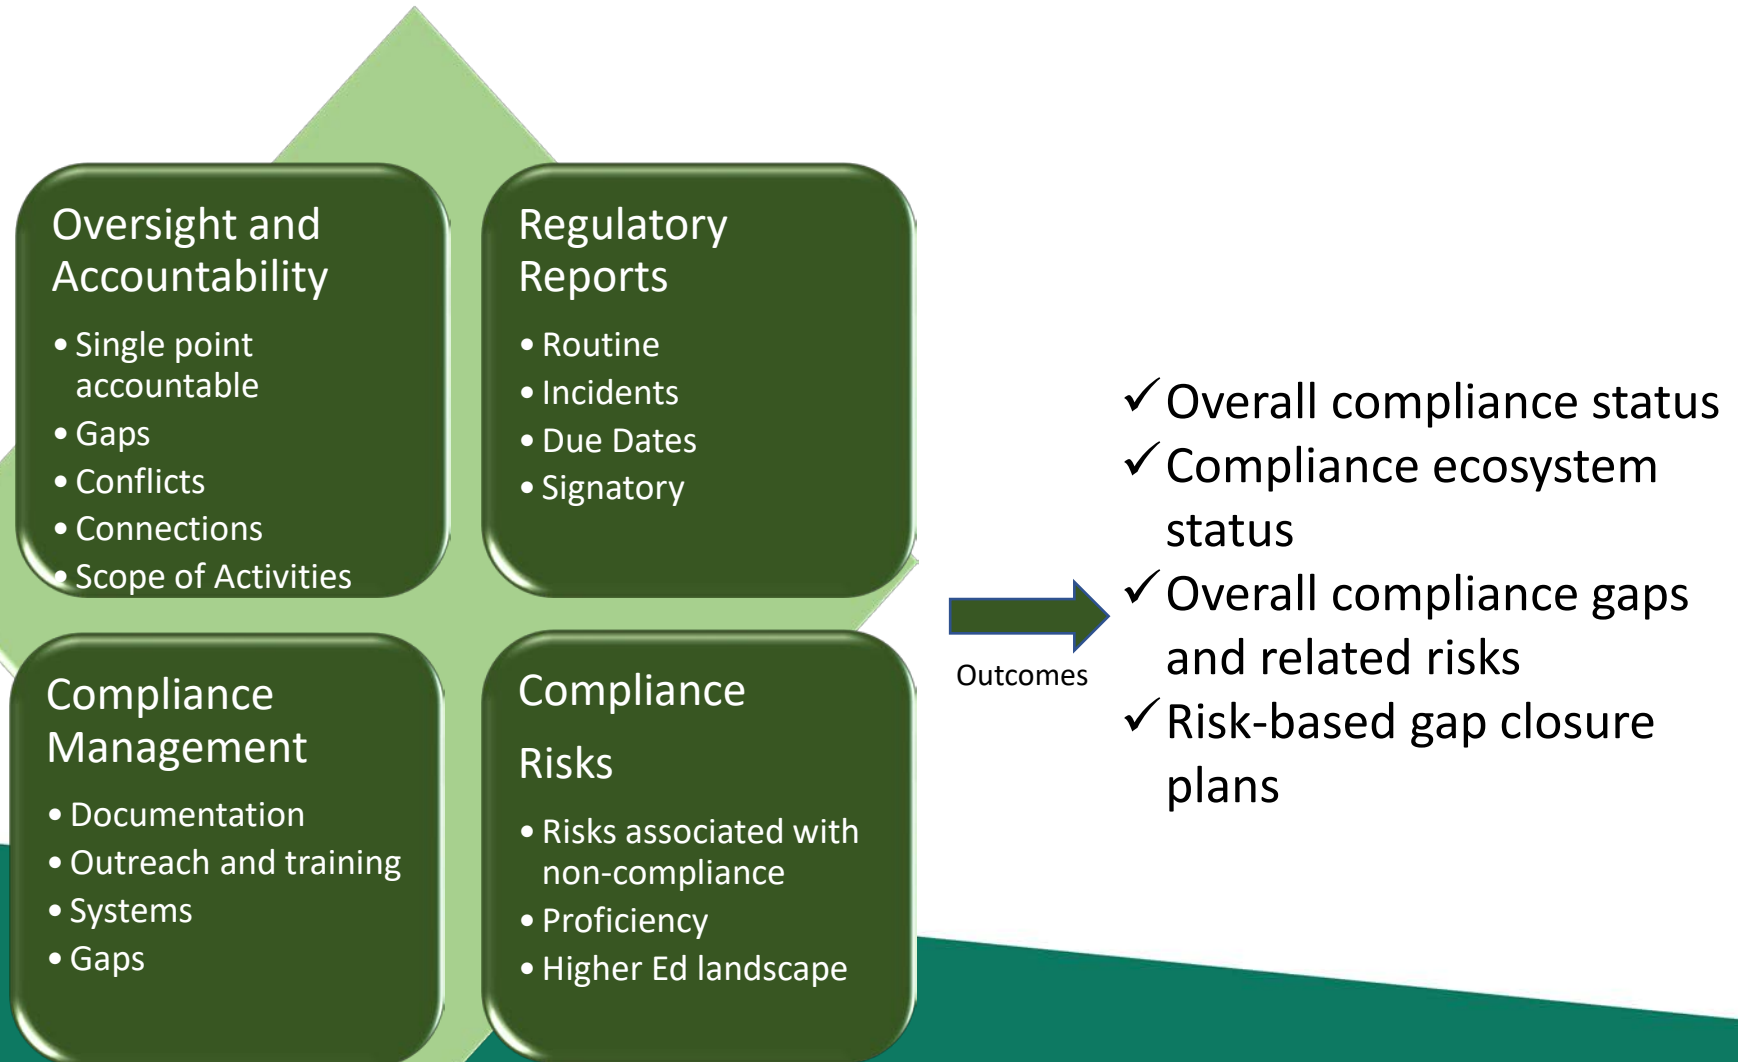 Oversight and
Accountability
• Single point
accountable
• Gaps
• Conflicts
• Connections
• Scope of Activities
Regulatory
Reports
• Routine
• Incidents
• Due Dates
• Signatory
Compliance
Management
• Documentation
• Outreach and training
• Systems
• Gaps
Compliance
Risks
• Risks associated with
non-compliance
• Proficiency
• Higher Ed landscape
Outcomes
✓ Overall compliance status
✓ Compliance ecosystem
status
✓ Overall compliance gaps
and related risks
✓ Risk-based gap closure
plans